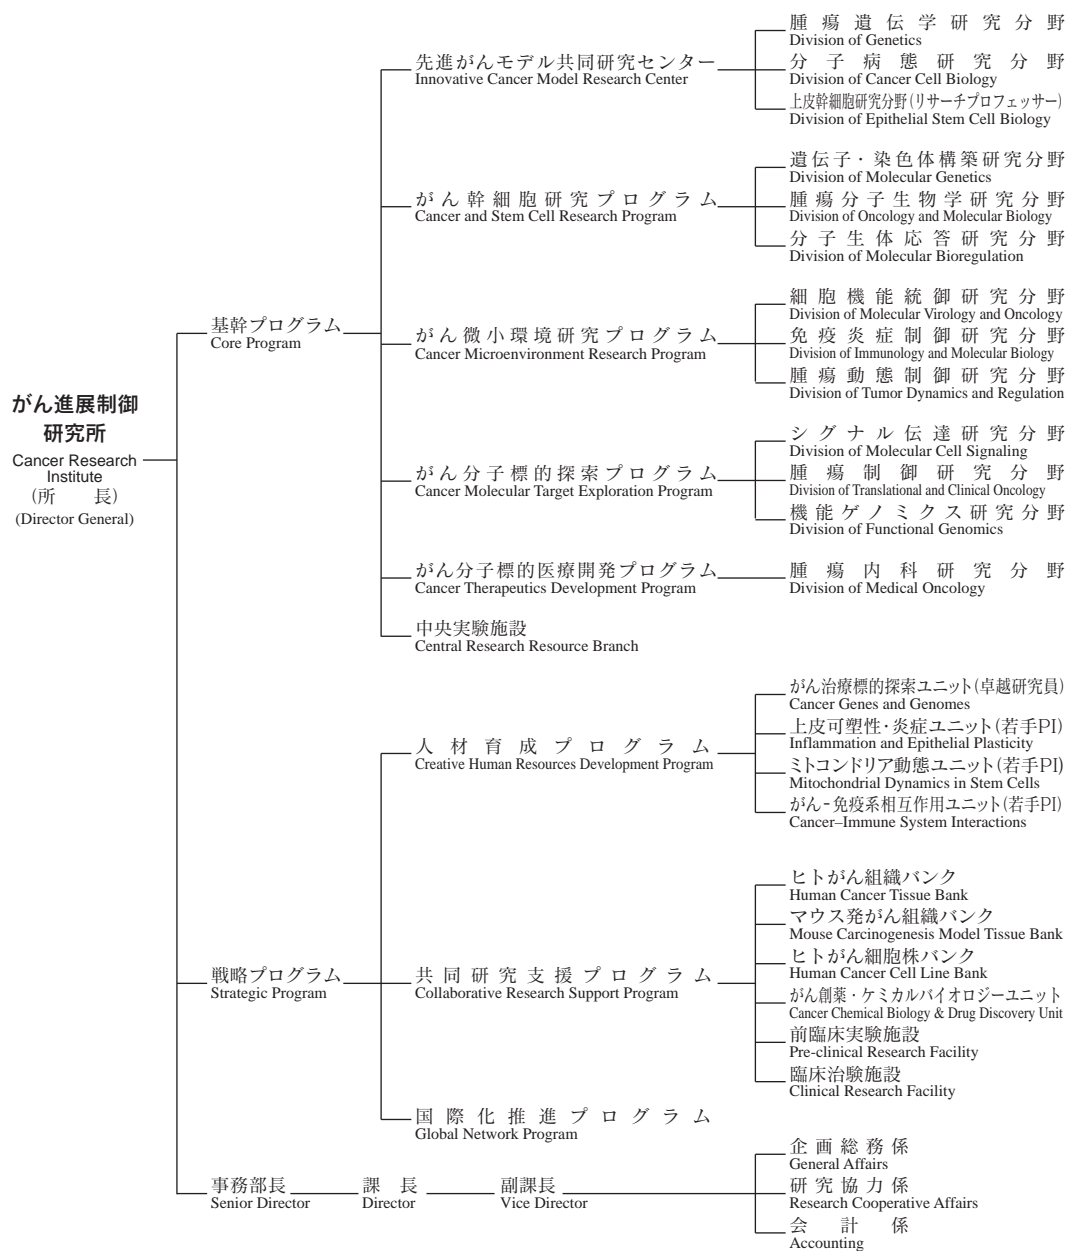 がん進展制御
研究所
Cancer Research
Institute
(所　長)
(Director General)
基幹プログラム
Core Program
先進がんモデル共同研究センター
Innovative Cancer Model Research Center
腫瘍遺伝学研究分野
Division of Genetics
分子病態研究分野
Division of Cancer Cell Biology
上皮幹細胞研究分野(リサーチプロフェッサー)
Division of Epithelial Stem Cell Biology
がん幹細胞研究プログラム
Cancer and Stem Cell Research Program
遺伝子・染色体構築研究分野
Division of Molecular Genetics
腫瘍分子生物学研究分野
Division of Oncology and Molecular Biology
分子生体応答研究分野
Division of Molecular Bioregulation
がん微小環境研究プログラム
Cancer Microenvironment Research Program
細胞機能統御研究分野
Division of Molecular Virology and Oncology
免疫炎症制御研究分野
Division of Immunology and Molecular Biology
腫瘍動態制御研究分野
Division of Tumor Dynamics and Regulation
がん分子標的探索プログラム
Cancer Molecular Target Exploration Program
シグナル伝達研究分野
Division of Molecular Cell Signaling
腫瘍制御研究分野
Division of Translational and Clinical Oncology
機能ゲノミクス研究分野
Division of Functional Genomics
がん分子標的医療開発プログラム
Cancer Therapeutics Development Program
腫瘍内科研究分野
Division of Medical Oncology
中央実験施設
Central Research Resource Branch
戦略プログラム
Strategic Program
人材育成プログラム
Creative Human Resources Development Program
がん治療標的探索ユニット(卓越研究員)
Cancer Genes and Genomes
上皮可塑性・炎症ユニット(若手PI)
Inflammation and Epithelial Plasticity
ミトコンドリア動態ユニット(若手PI)
Mitochondrial Dynamics in Stem Cells
がん-免疫系相互作用ユニット(若手PI)
Cancer–Immune System Interactions
共同研究支援プログラム
Collaborative Research Support Program
ヒトがん組織バンク
Human Cancer Tissue Bank
マウス発がん組織バンク
Mouse Carcinogenesis Model Tissue Bank
ヒトがん細胞株バンク
Human Cancer Cell Line Bank
がん創薬・ケミカルバイオロジーユニット
Cancer Chemical Biology & Drug Discovery Unit
前臨床実験施設
Pre-clinical Research Facility
臨床治験施設
Clinical Research Facility
国際化推進プログラム
Global Network Program
事務部長
Senior Director
課　長
Director
副課長
Vice Director
企画総務係
General Affairs
研究協力係
Research Cooperative Affairs
会計係
Accounting